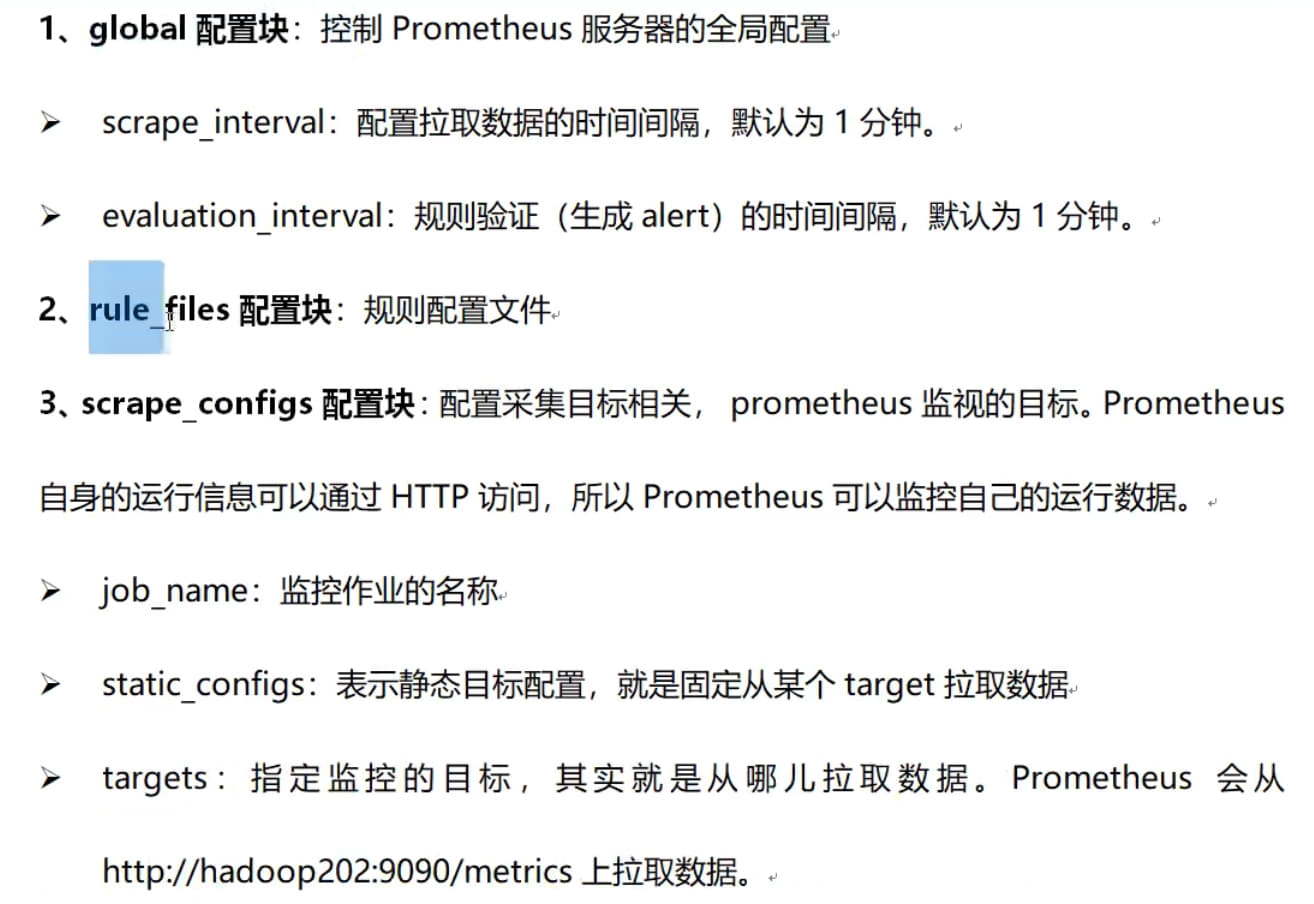 1、global 配置块：控制 Prometheus 服务器的全局配置
➢ scrape_interval：配置拉取数据的时间间隔，默认为 1 分钟。
➢ evaluation_interval：规则验证（生成 alert）的时间间隔，默认为 1 分钟。
2、rule_files 配置块：规则配置文件
3、scrape_configs 配置块：配置采集目标相关， prometheus 监视的目标。Prometheus
自身的运行信息可以通过 HTTP 访问，所以 Prometheus 可以监控自己的运行数据。
➢ job_name：监控作业的名称
➢ static_configs：表示静态目标配置，就是固定从某个 target 拉取数据
➢ targets：指定监控的目标，其实就是从哪儿拉取数据。Prometheus 会从
http://hadoop202:9090/metrics 上拉取数据。